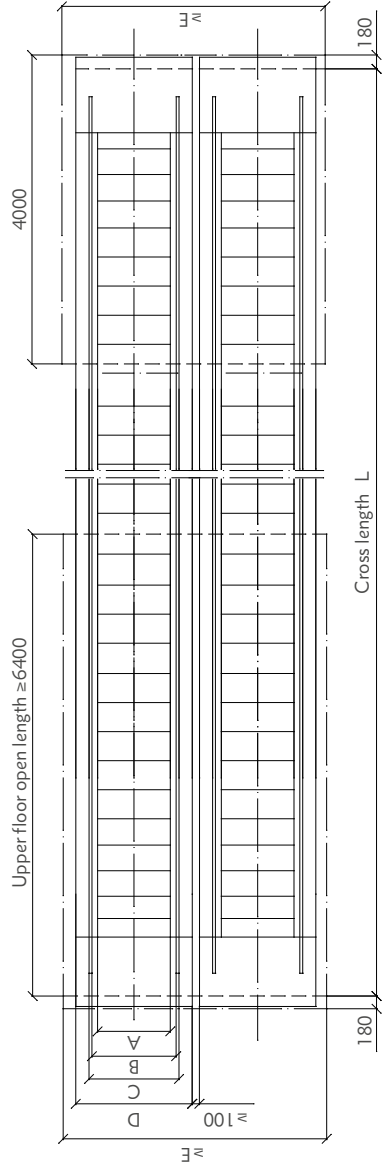 ≥E
180
4000
Upper floor open length ≥6400
Cross length L
A
B
C
D
≥100
180
≥E